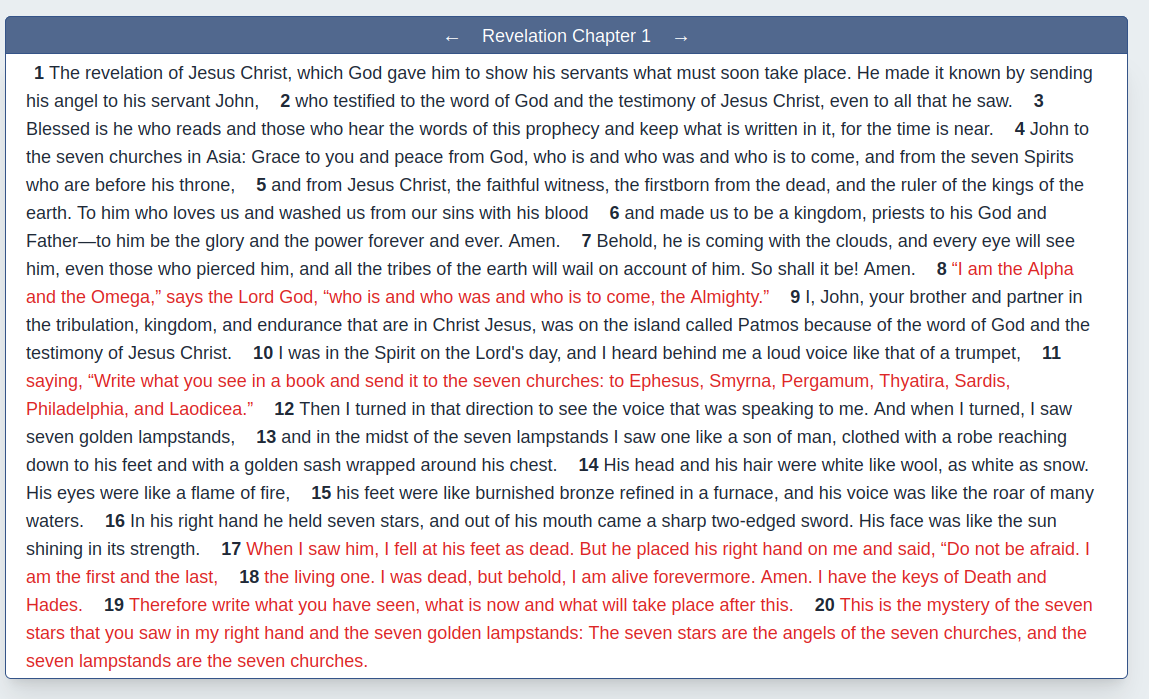 ← Revelation Chapter 1 →
1 The revelation of Jesus Christ, which God gave him to show his servants what must soon take place. He made it known by sending
his angel to his servant John, 2 who testified to the word of God and the testimony of Jesus Christ, even to all that he saw. 3
Blessed is he who reads and those who hear the words of this prophecy and keep what is written in it, for the time is near. 4 John to
the seven churches in Asia: Grace to you and peace from God, who is and who was and who is to come, and from the seven Spirits
who are before his throne, 5 and from Jesus Christ, the faithful witness, the firstborn from the dead, and the ruler of the kings of the
earth. To him who loves us and washed us from our sins with his blood 6 and made us to be a kingdom, priests to his God and
Father—to him be the glory and the power forever and ever. Amen. 7 Behold, he is coming with the clouds, and every eye will see
him, even those who pierced him, and all the tribes of the earth will wail on account of him. So shall it be! Amen. 8 “I am the Alpha
and the Omega,” says the Lord God, “who is and who was and who is to come, the Almighty.” 9 I, John, your brother and partner in
the tribulation, kingdom, and endurance that are in Christ Jesus, was on the island called Patmos because of the word of God and the
testimony of Jesus Christ. 10 I was in the Spirit on the Lord's day, and I heard behind me a loud voice like that of a trumpet, 11
saying, “Write what you see in a book and send it to the seven churches: to Ephesus, Smyrna, Pergamum, Thyatira, Sardis,
Philadelphia, and Laodicea.” 12 Then I turned in that direction to see the voice that was speaking to me. And when I turned, I saw
seven golden lampstands, 13 and in the midst of the seven lampstands I saw one like a son of man, clothed with a robe reaching
down to his feet and with a golden sash wrapped around his chest. 14 His head and his hair were white like wool, as white as snow.
His eyes were like a flame of fire, 15 his feet were like burnished bronze refined in a furnace, and his voice was like the roar of many
waters. 16 In his right hand he held seven stars, and out of his mouth came a sharp two-edged sword. His face was like the sun
shining in its strength. 17 When I saw him, I fell at his feet as dead. But he placed his right hand on me and said, “Do not be afraid. I
am the first and the last, 18 the living one. I was dead, but behold, I am alive forevermore. Amen. I have the keys of Death and
Hades. 19 Therefore write what you have seen, what is now and what will take place after this. 20 This is the mystery of the seven
stars that you saw in my right hand and the seven golden lampstands: The seven stars are the angels of the seven churches, and the
seven lampstands are the seven churches.